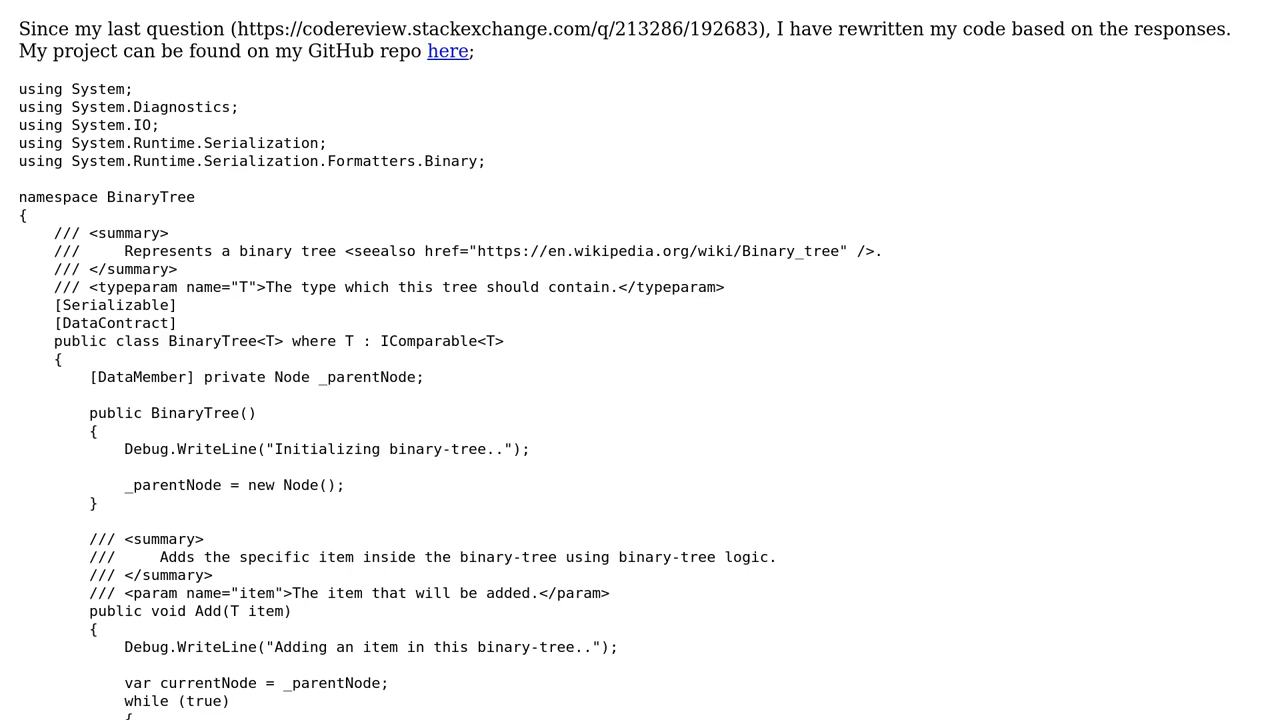 Since my last question (https://codereview.stackexchange.com/q/213286/192683), I have rewritten my code based on the responses.
My project can be found on my GitHub repo here;
using System;
using System.Diagnostics;
using System.IO;
using System.Runtime.Serialization;
using System.Runtime.Serialization.Formatters.Binary;

namespace BinaryTree
{
    /// <summary>
    ///     Represents a binary tree <seealso href="https://en.wikipedia.org/wiki/Binary_tree" />.
    /// </summary>
    /// <typeparam name="T">The type which this tree should contain.</typeparam>
    [Serializable]
    [DataContract]
    public class BinaryTree<T> where T : IComparable<T>
    {
        [DataMember] private Node _parentNode;

        public BinaryTree()
        {
            Debug.WriteLine("Initializing binary-tree..");

            _parentNode = new Node();
        }

        /// <summary>
        ///     Adds the specific item inside the binary-tree using binary-tree logic.
        /// </summary>
        /// <param name="item">The item that will be added.</param>
        public void Add(T item)
        {
            Debug.WriteLine("Adding an item in this binary-tree..");

            var currentNode = _parentNode;
            while (true)
            {